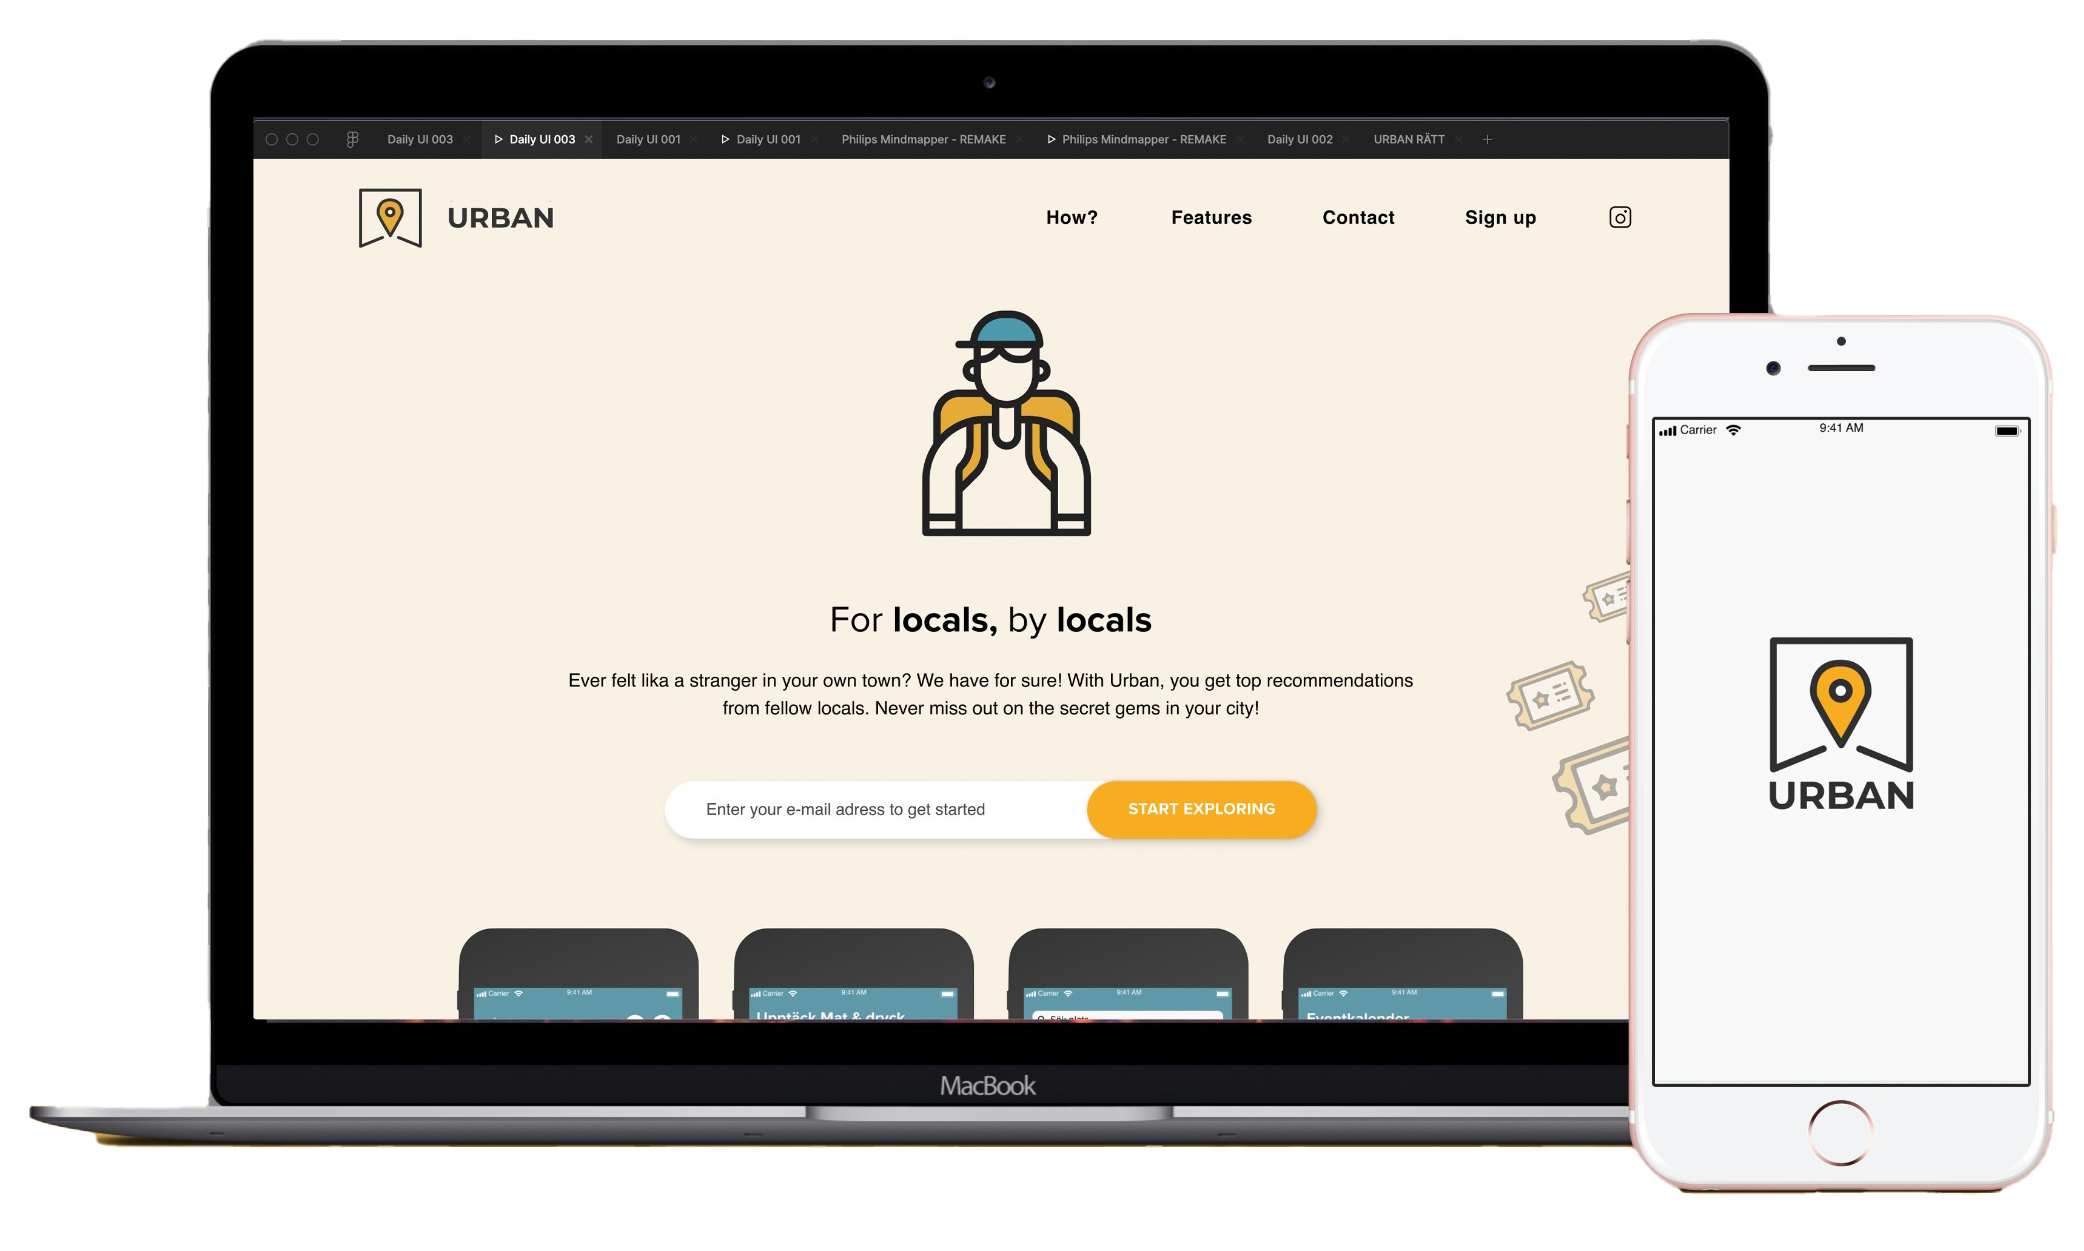 Daily UI 003
Daily UI 003
Daily UI 001
Daily UI 001
Philips Mindmapper - REMAKE
Philips Mindmapper - REMAKE
Daily UI 002
URBAN RÄTT
URBAN
How?
Features
Contact
Sign up
For locals, by locals
Ever felt lika a stranger in your own town? We have for sure! With Urban, you get top recommendations
from fellow locals. Never miss out on the secret gems in your city!
Enter your e-mail adress to get started
START EXPLORING
Carrier 9:41 AM
Carrier 9:41 AM
Upptäck Mat & dryck
Carrier 9:41 AM
Sök plats
Carrier 9:41 AM
Eventkalender
MacBook
Carrier 9:41 AM
URBAN